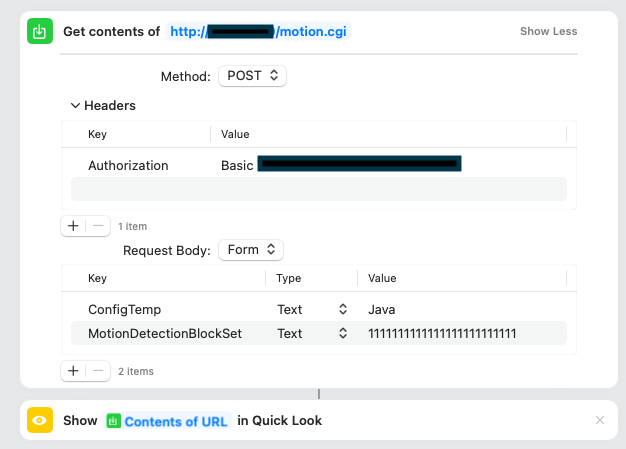 Get contents of http:// /motion.cgi Show Less
Method: POST
Headers
Key Value
Authorization Basic
1 item
Request Body: Form
Key Type Value
ConfigTemp Text Java
MotionDetectionBlockSet Text 1111111111111111111111111
2 items
Show Contents of URL in Quick Look